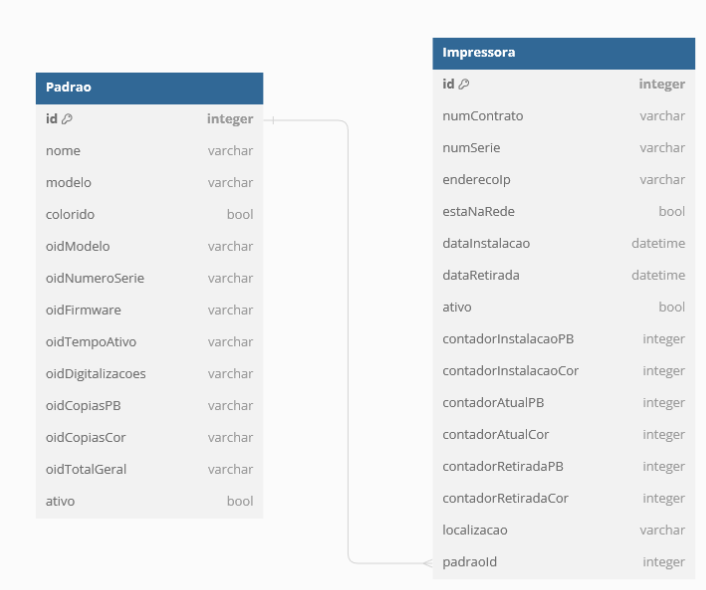 Padrao
id integer
nome varchar
modelo varchar
colorido bool
oidModelo varchar
oidNumeroSerie varchar
oidFirmware varchar
oidTempoAtivo varchar
oidDigitalizacoes varchar
oidCopiasPB varchar
oidCopiasCor varchar
oidTotalGeral varchar
ativo bool
Impressora
id integer
numContrato varchar
numSerie varchar
enderecoIp varchar
estaNaRede bool
dataInstalacao datetime
dataRetirada datetime
ativo bool
contadorInstalacaoPB integer
contadorInstalacaoCor integer
contadorAtualPB integer
contadorAtualCor integer
contadorRetiradaPB integer
contadorRetiradaCor integer
localizacao varchar
padraoId integer